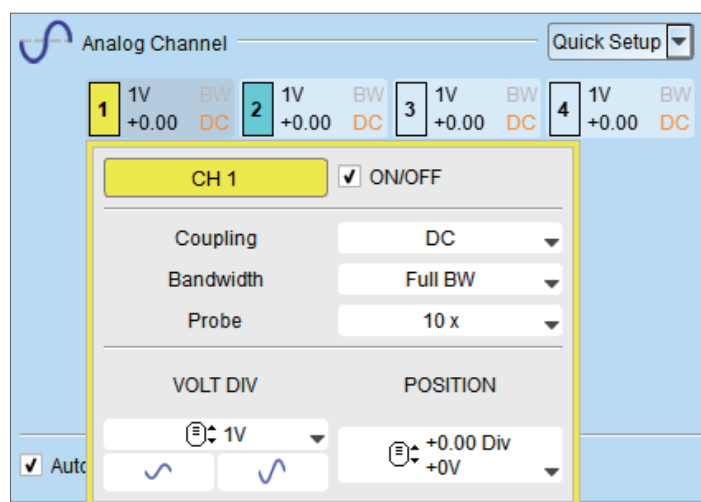 Analog Channel
Quick Setup
1 1V BW 2 1V BW 3 1V BW 4 1V BW
+0.00 DC +0.00 DC +0.00 DC +0.00 DC
CH 1 ON/OFF
Coupling DC
Bandwidth Full BW
Probe 10 x
VOLT DIV POSITION
1V
+0.00 Div
+0V